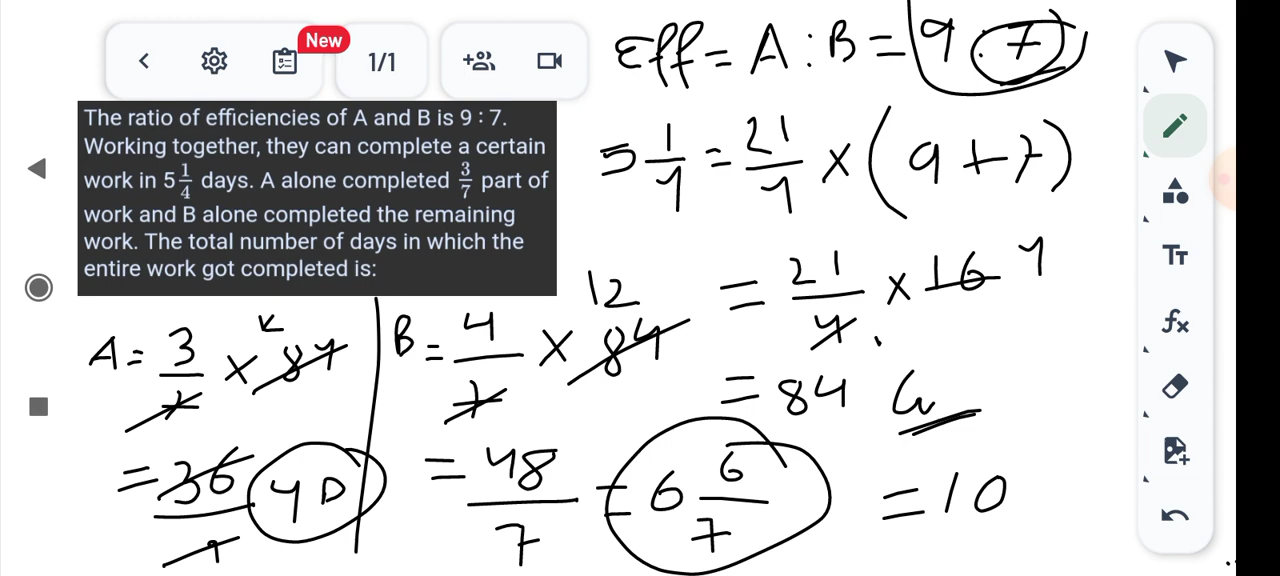 New
1/1
Eff = A : B = 9 : 7
The ratio of efficiencies of A and B is 9 : 7.
Working together, they can complete a certain
work in 5 1/4 days. A alone completed 3/7 part of
work and B alone completed the remaining
work. The total number of days in which the
entire work got completed is:
5 1/4 = 21/4 × (9+7)
= 21/4 × 16 4
= 84
A = 3/7 × 84
= 36/9 4D
B = 4/7 × 84 12
= 48/7 = 6 6/7
= 10
TT
fx